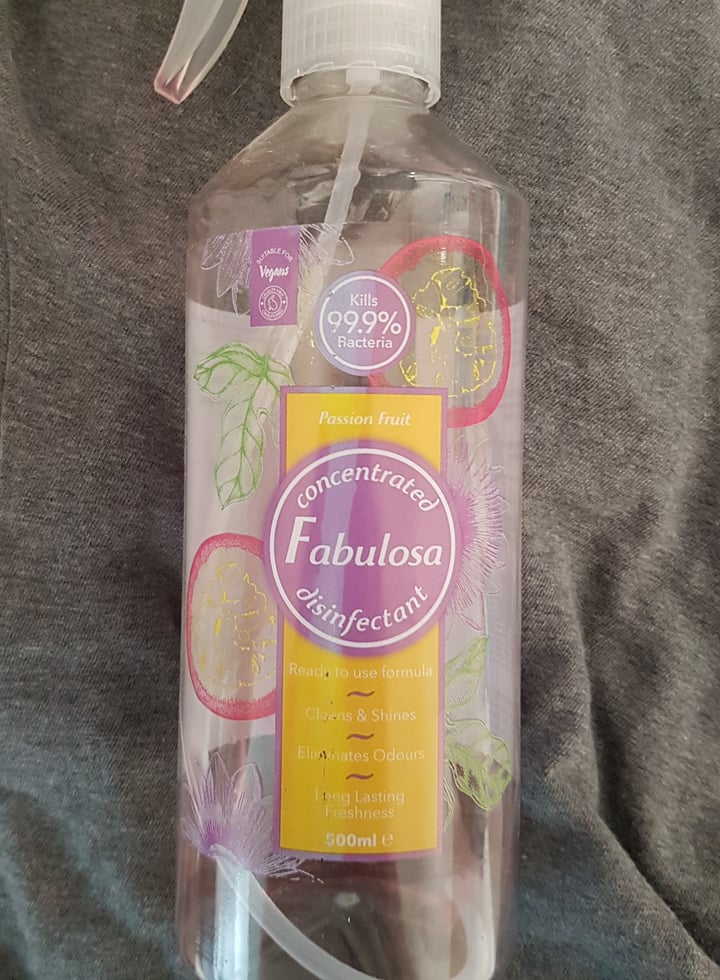 SUITABLE FOR
Vegans
Kills
99.9%
Bacteria
Passion Fruit
concentrated
Fabulosa
disinfectant
Ready to use formula
Cleans & Shines
Eliminates Odours
Long Lasting
Freshness
500ml e